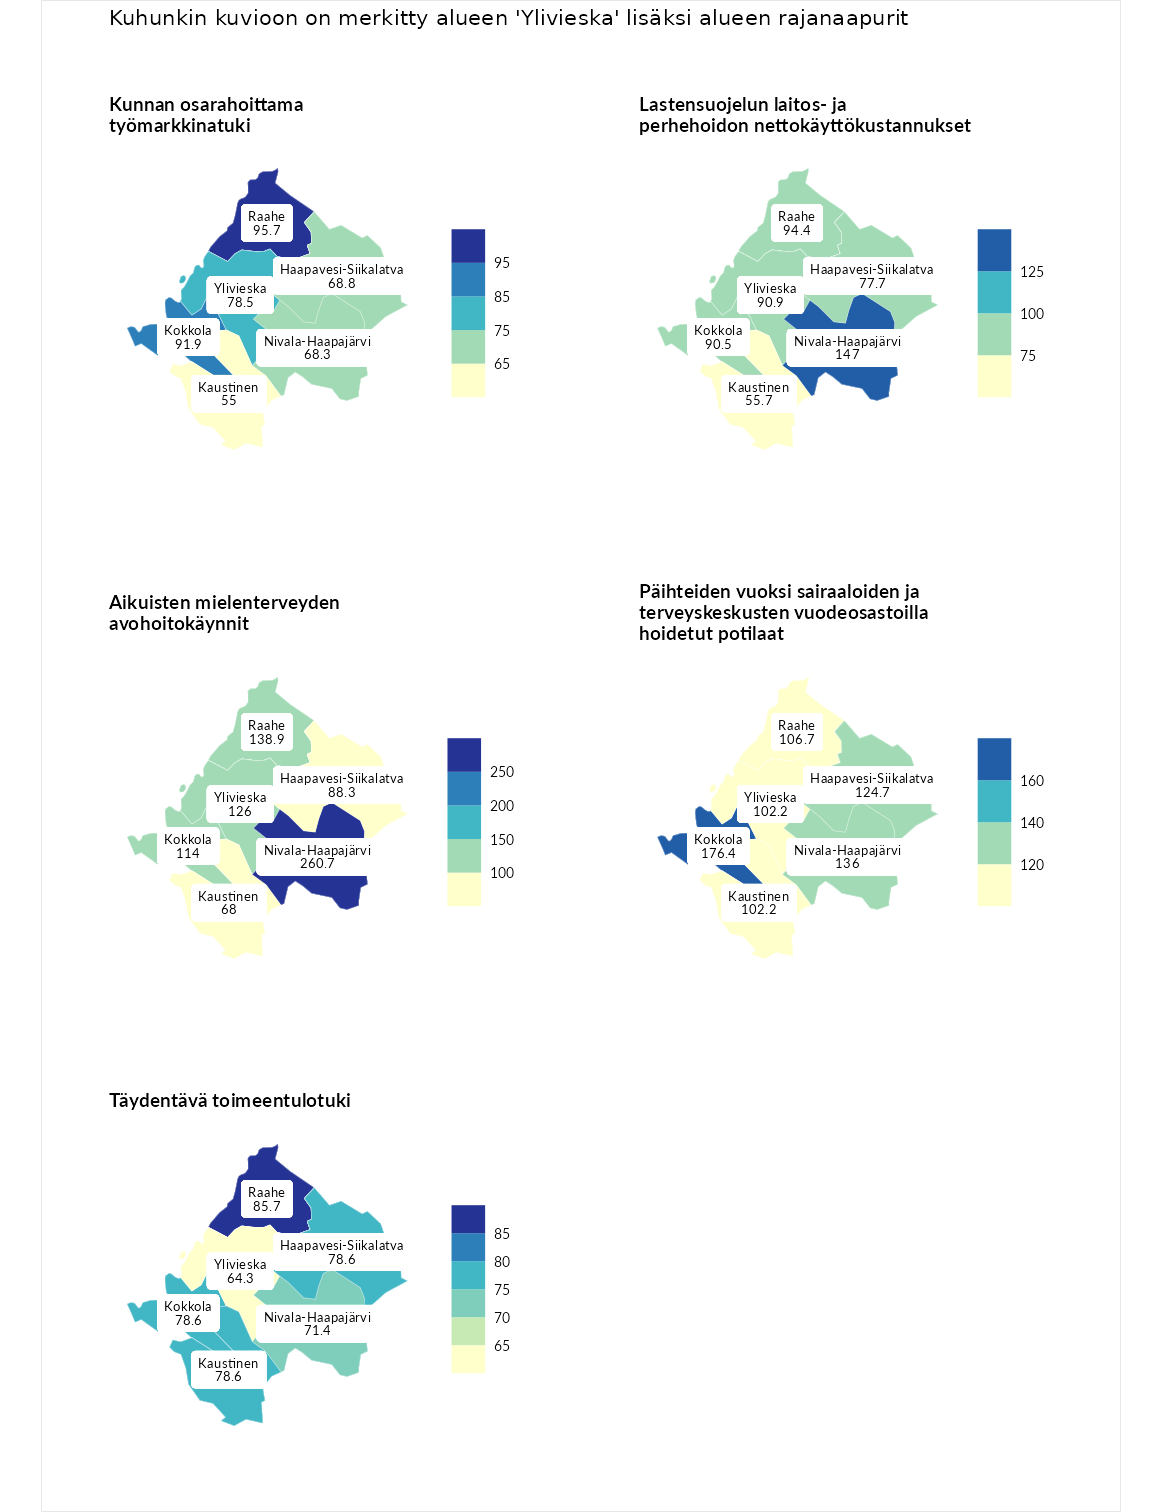 Kuhunkin kuvioon on merkitty alueen 'Ylivieska' lisäksi alueen rajanaapurit
Kunnan osarahoittama
työmarkkinatuki
Raahe
95.7
Haapavesi-Siikalatva
68.8
Ylivieska
78.5
Kokkola
91.9
Nivala-Haapajärvi
68.3
Kaustinen
55
95
85
75
65
Lastensuojelun laitos- ja
perhehoidon nettokäyttökustannukset
Raahe
94.4
Haapavesi-Siikalatva
77.7
Ylivieska
90.9
Kokkola
90.5
Nivala-Haapajärvi
147
Kaustinen
55.7
125
100
75
Aikuisten mielenterveyden
avohoitokäynnit
Raahe
138.9
Haapavesi-Siikalatva
88.3
Ylivieska
126
Kokkola
114
Nivala-Haapajärvi
260.7
Kaustinen
68
250
200
150
100
Päihteiden vuoksi sairaaloiden ja
terveyskeskusten vuodeosastoilla
hoidetut potilaat
Raahe
106.7
Haapavesi-Siikalatva
124.7
Ylivieska
102.2
Kokkola
176.4
Nivala-Haapajärvi
136
Kaustinen
102.2
160
140
120
Täydentävä toimeentulotuki
Raahe
85.7
Haapavesi-Siikalatva
78.6
Ylivieska
64.3
Kokkola
78.6
Nivala-Haapajärvi
71.4
Kaustinen
78.6
85
80
75
70
65